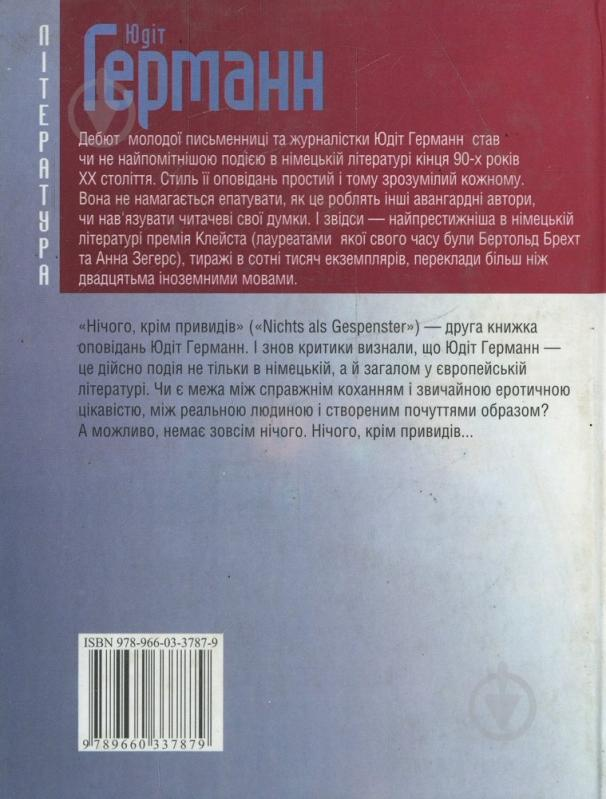 ЛІТЕРАТУРА
Юдіт
Германн
Дебют молодої письменниці та журналістки Юдіт Германн став
чи не найпомітнішою подією в німецькій літературі кінця 90-х років
XX століття. Стиль її оповідань простий і тому зрозумілий кожному.
Вона не намагається епатувати, як це роблять інші авангардні автори,
чи нав'язувати читачеві свої думки. І звідси — найпрестижніша в німецькій
літературі премія Клейста (лауреатами якої свого часу були Бертольд Брехт
та Анна Зегерс), тиражі в сотні тисяч екземплярів, переклади більш ніж
двадцятьма іноземними мовами.
«Нічого, крім привидів» («Nichts als Gespenster») — друга книжка
оповідань Юдіт Германн. І знов критики визнали, що Юдіт Германн —
це дійсно подія не тільки в німецькій, а й загалом у європейській
літературі. Чи є межа між справжнім коханням і звичайною еротичною
цікавістю, між реальною людиною і створеним почуттями образом?
А можливо, немає зовсім нічого. Нічого, крім привидів...
ISBN 978-966-03-3787-9
9 789660 337879